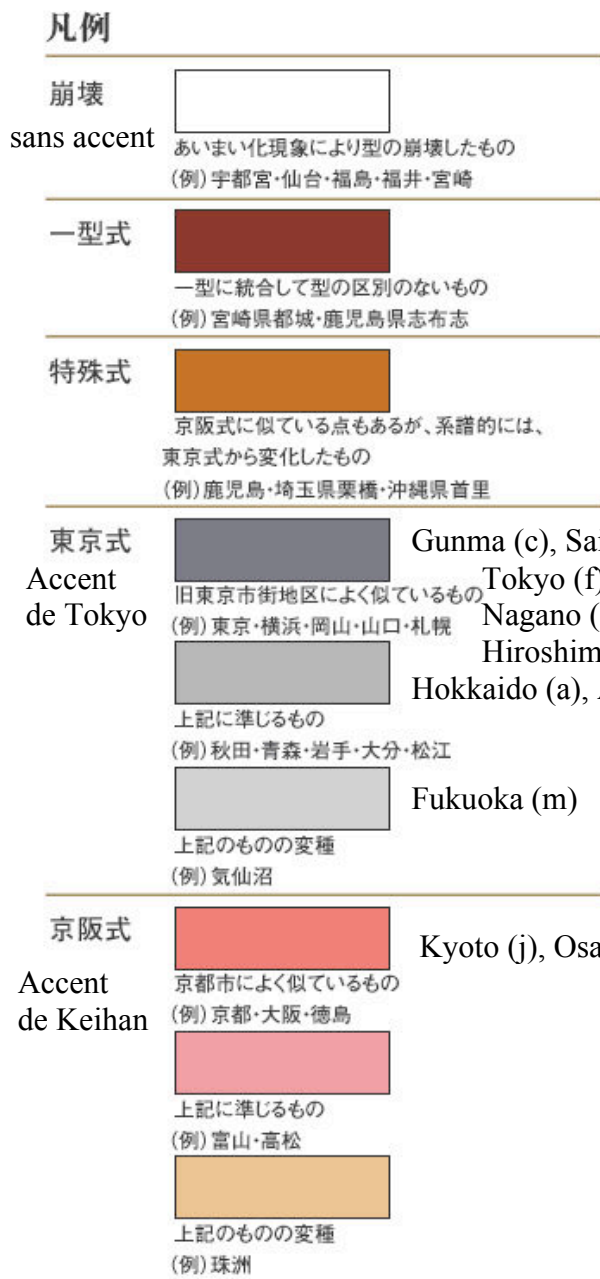 凡例
崩壊
sans accent
あいまい化現象により型の崩壊したもの
(例)宇都宮・仙台・福島・福井・宮崎
一型式
一型に統合して型の区別のないもの
(例)宮崎県都城・鹿児島県志布志
特殊式
京阪式に似ている点もあるが、系譜的には、
東京式から変化したもの
(例)鹿児島・埼玉県栗橋・沖縄県首里
東京式
Accent
de Tokyo
Gunma (c),
旧東京市街地区によく似ているもの
Tokyo (f)
(例)東京・横浜・岡山・山口・札幌
Nagano (
Hokkaido (a),
上記に準じるもの
(例)秋田・青森・岩手・大分・松江
Fukuoka (m)
上記のものの変種
(例)気仙沼
京阪式
Accent
de Keihan
Kyoto (j),
京都市によく似ているもの
(例)京都・大阪・徳島
上記に準じるもの
(例)富山・高松
上記のものの変種
(例)珠洲